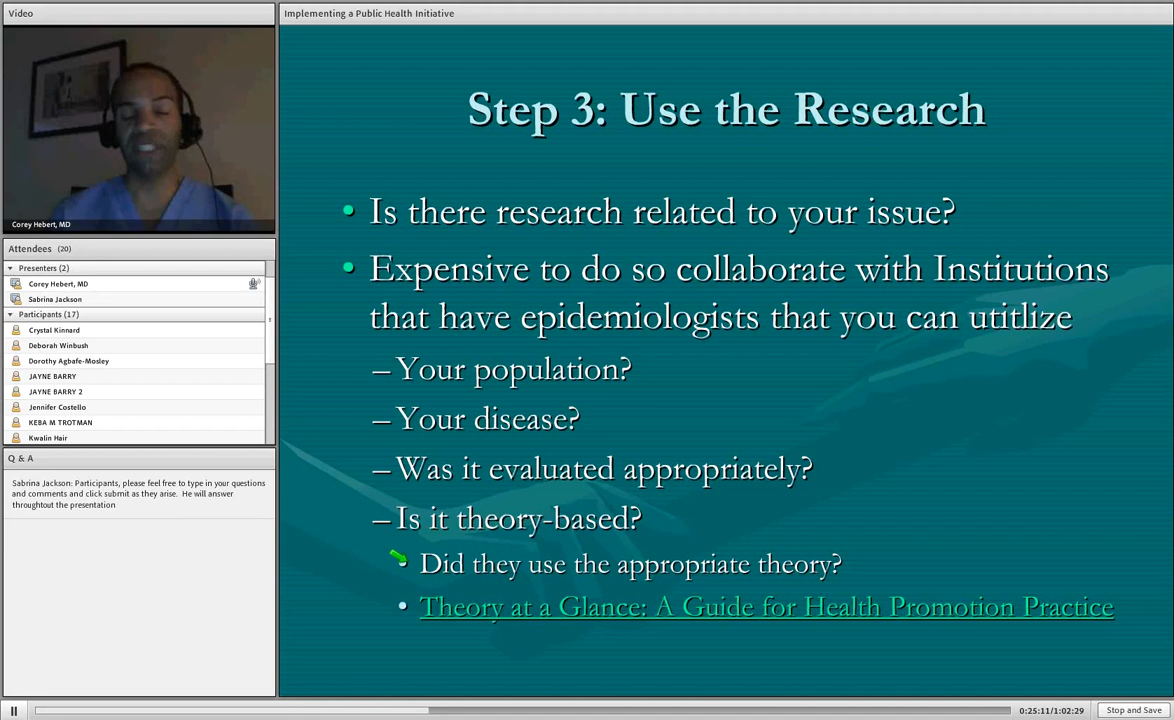 Video
Corey Hebert, MD
Attendees (20)
Presenters (2)
Corey Hebert, MD
Sabrina Jackson
Participants (17)
Crystal Kinnard
Deborah Winbush
Dorothy Agbafe-Mosley
JAYNE BARRY
JAYNE BARRY 2
Jennifer Costello
KEBA M TROTMAN
Kwalin Hair
Q & A
Sabrina Jackson: Participants, please feel free to type in your questions
and comments and click submit as they arise. He will answer
throughtout the presentation
Implementing a Public Health Initiative
Step 3: Use the Research
• Is there research related to your issue?
• Expensive to do so collaborate with Institutions
that have epidemiologists that you can utitlize
– Your population?
– Your disease?
– Was it evaluated appropriately?
– Is it theory-based?
• Did they use the appropriate theory?
• Theory at a Glance: A Guide for Health Promotion Practice
0:25:11/1:02:29
Stop and Save